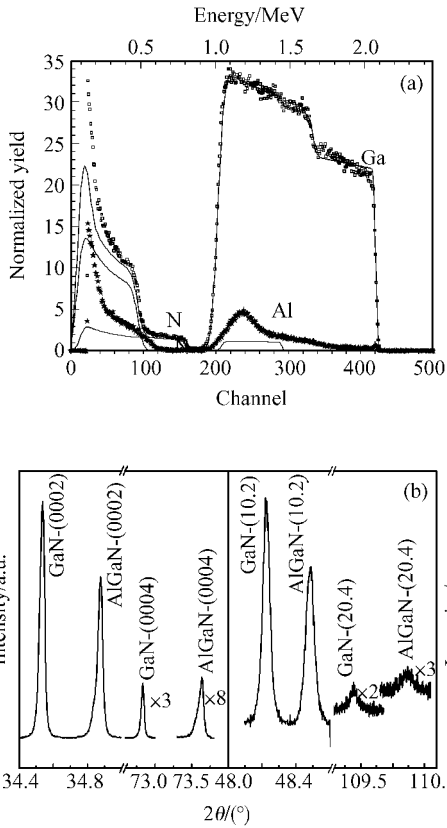 Energy/MeV
0.5 1.0 1.5 2.0
(a)
Normalized yield
35
30
25
20
15
10
5
0
Ga
N
Al
0 100 200 300 400 500
Channel
(b)
GaN-(0002)
AlGaN-(0002)
GaN-(0004)
AlGaN-(0004)
GaN-(10.2)
AlGaN-(10.2)
GaN-(20.4)
AlGaN-(20.4)
×3
×8
×2
×3
Intensity/a.u.
34.4 34.8 73.0 73.5 48.0 48.4 109.5 110.
2θ/(°)